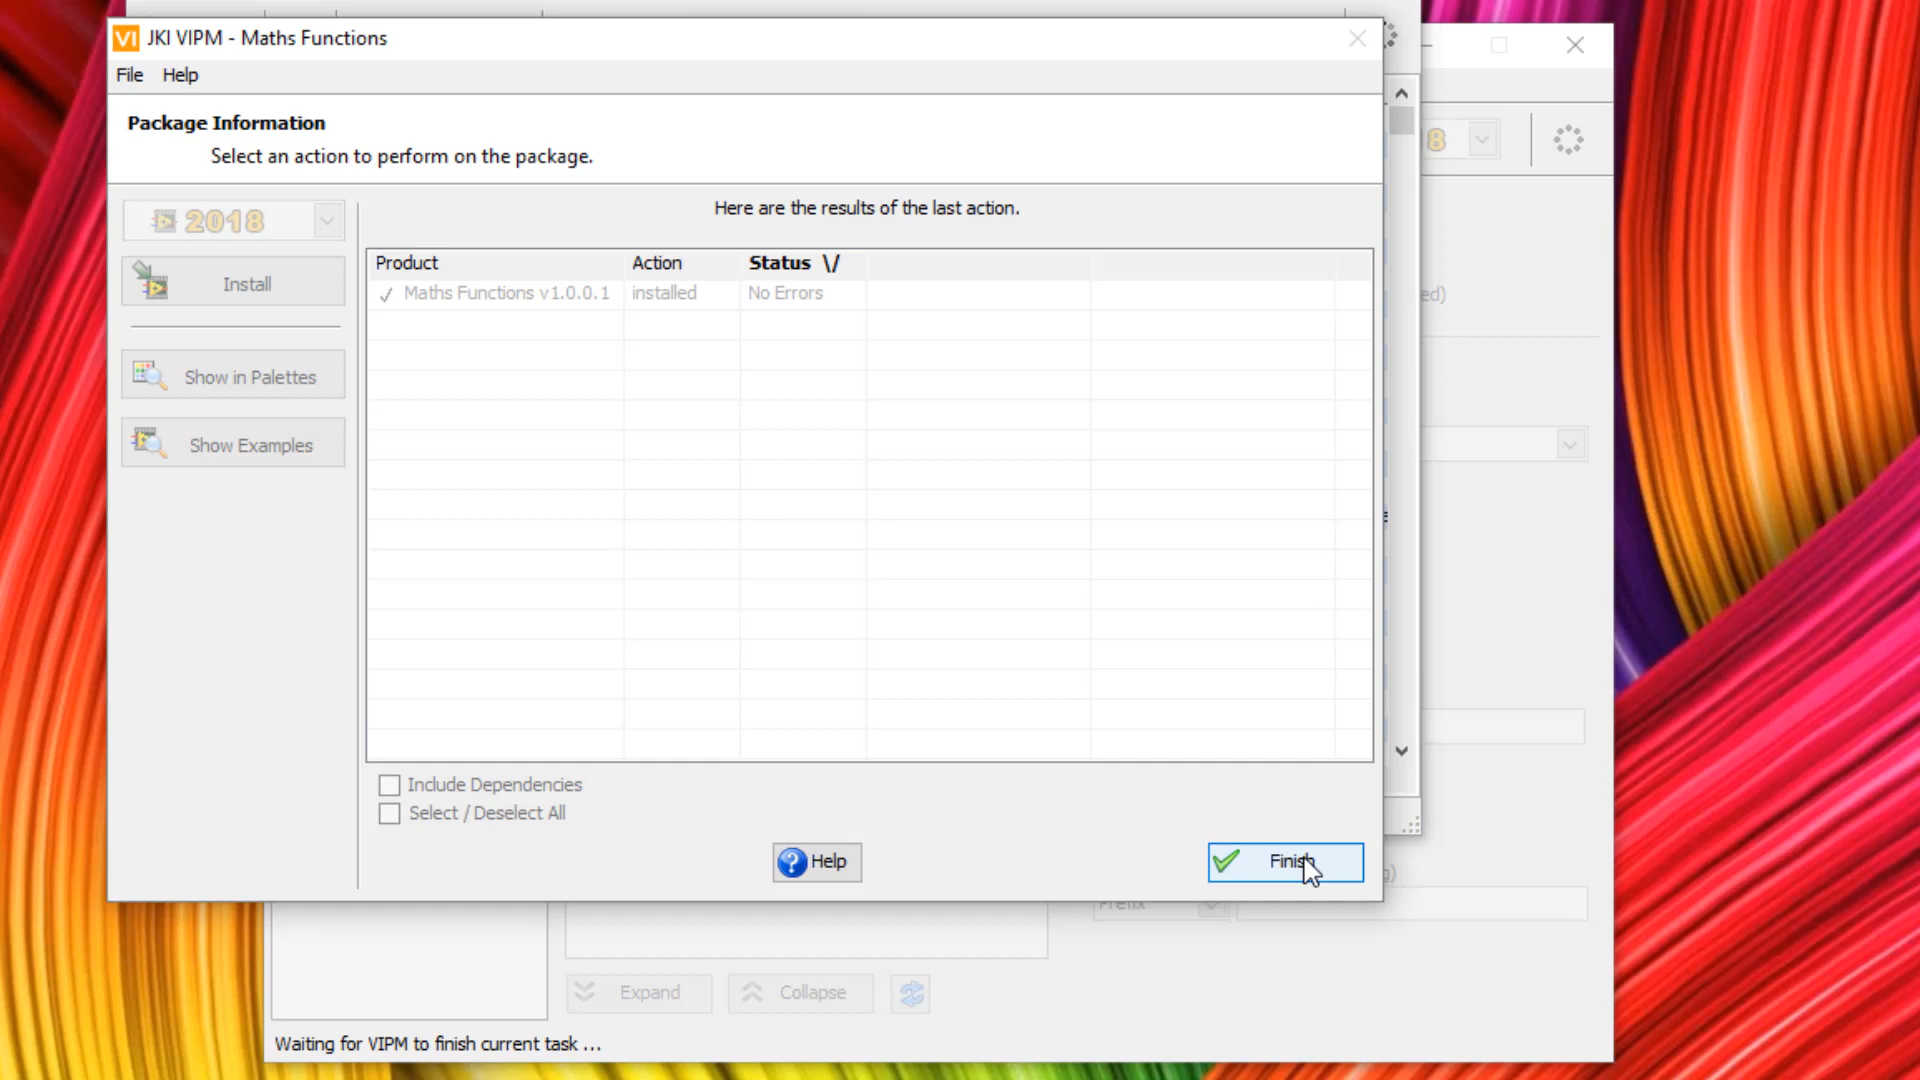 VI JKI VIPM - Maths Functions
File Help
Package Information
Select an action to perform on the package.
2018
Install
Show in Palettes
Show Examples
Here are the results of the last action.
Product Action Status \/
Maths Functions v1.0.0.1 installed No Errors
Include Dependencies
Select / Deselect All
? Help
Finish
8
ed)
g)
Prefix
Expand Collapse
Waiting for VIPM to finish current task ...